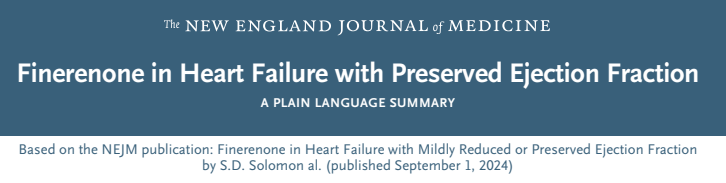 The NEW ENGLAND JOURNAL of MEDICINE
Finerenone in Heart Failure with Preserved Ejection Fraction
A PLAIN LANGUAGE SUMMARY
Based on the NEJM publication: Finerenone in Heart Failure with Mildly Reduced or Preserved Ejection Fraction
by S.D. Solomon al. (published September 1, 2024)